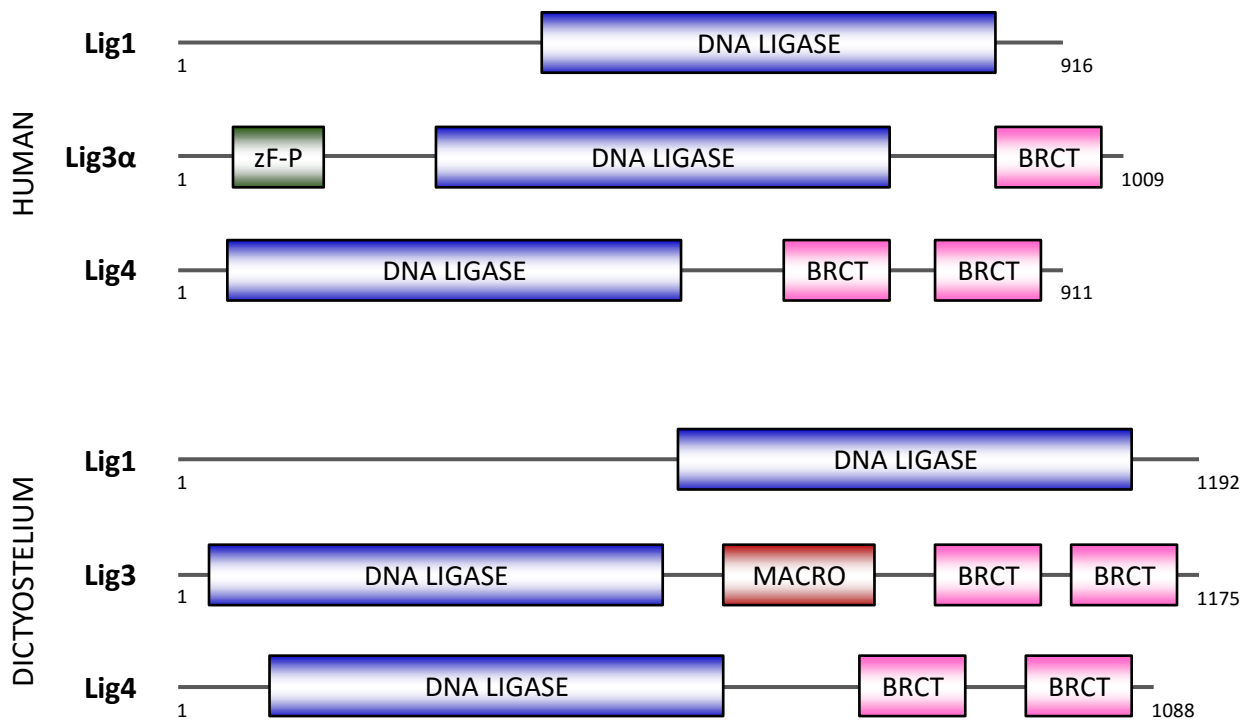 HUMAN
Lig1
DNA LIGASE
1
916
Lig3α
zF-P
DNA LIGASE
BRCT
1
1009
Lig4
DNA LIGASE
BRCT
BRCT
1
911
DICTYOSTELIUM
Lig1
DNA LIGASE
1
1192
Lig3
DNA LIGASE
MACRO
BRCT
BRCT
1
1175
Lig4
DNA LIGASE
BRCT
BRCT
1
1088